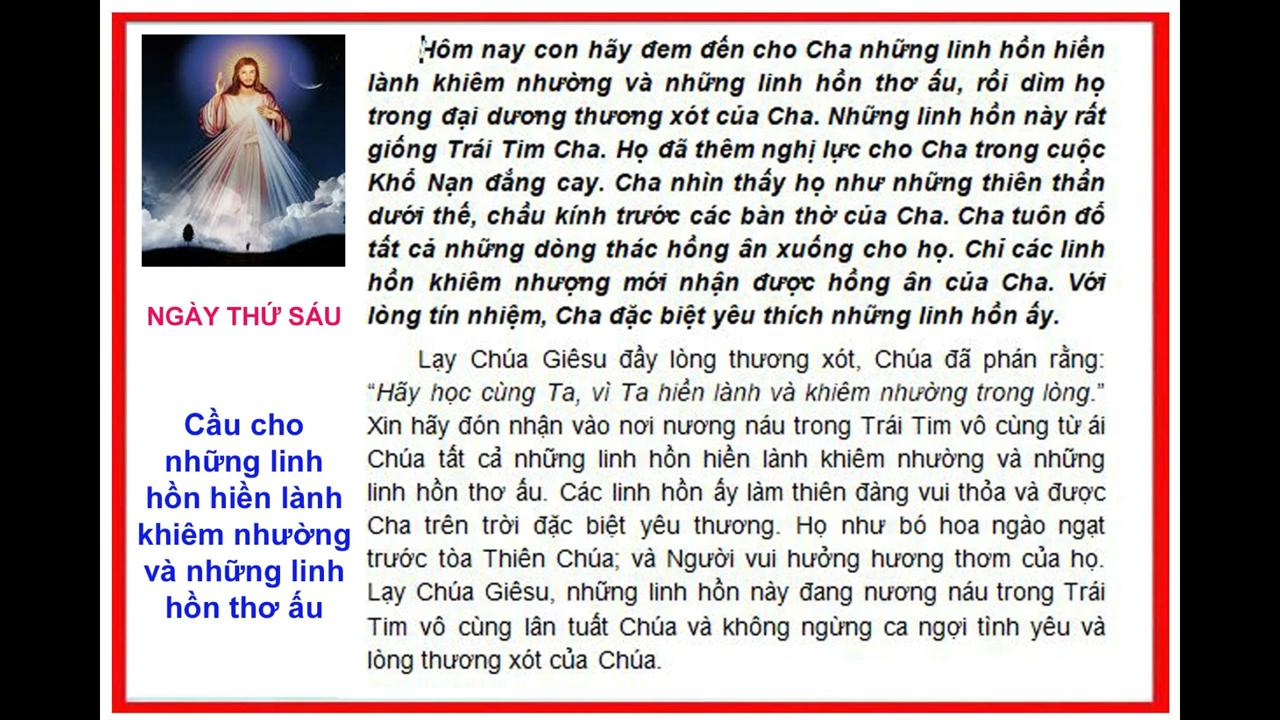 NGÀY THỨ SÁU
Cầu cho
những linh
hồn hiền lành
khiêm nhường
và những linh
hồn thơ ấu
Hôm nay con hãy đem đến cho Cha những linh hồn hiền
lành khiêm nhường và những linh hồn thơ ấu, rồi dìm họ
trong đại dương thương xót của Cha. Những linh hồn này rất
giống Trái Tim Cha. Họ đã thêm nghị lực cho Cha trong cuộc
Khổ Nạn đắng cay. Cha nhìn thấy họ như những thiên thần
dưới thế, chầu kính trước các bàn thờ của Cha. Cha tuôn đổ
tất cả những dòng thác hồng ân xuống cho họ. Chỉ các linh
hồn khiêm nhượng mới nhận được hồng ân của Cha. Với
lòng tín nhiệm, Cha đặc biệt yêu thích những linh hồn ấy.
Lạy Chúa Giêsu đầy lòng thương xót, Chúa đã phán rằng:
“Hãy học cùng Ta, vì Ta hiền lành và khiêm nhường trong lòng.”
Xin hãy đón nhận vào nơi nương náu trong Trái Tim vô cùng từ ái
Chúa tất cả những linh hồn hiền lành khiêm nhường và những
linh hồn thơ ấu. Các linh hồn ấy làm thiên đàng vui thỏa và được
Cha trên trời đặc biệt yêu thương. Họ như bó hoa ngào ngạt
trước tòa Thiên Chúa; và Người vui hưởng hương thơm của họ.
Lạy Chúa Giêsu, những linh hồn này đang nương náu trong Trái
Tim vô cùng lân tuất Chúa và không ngừng ca ngợi tình yêu và
lòng thương xót của Chúa.